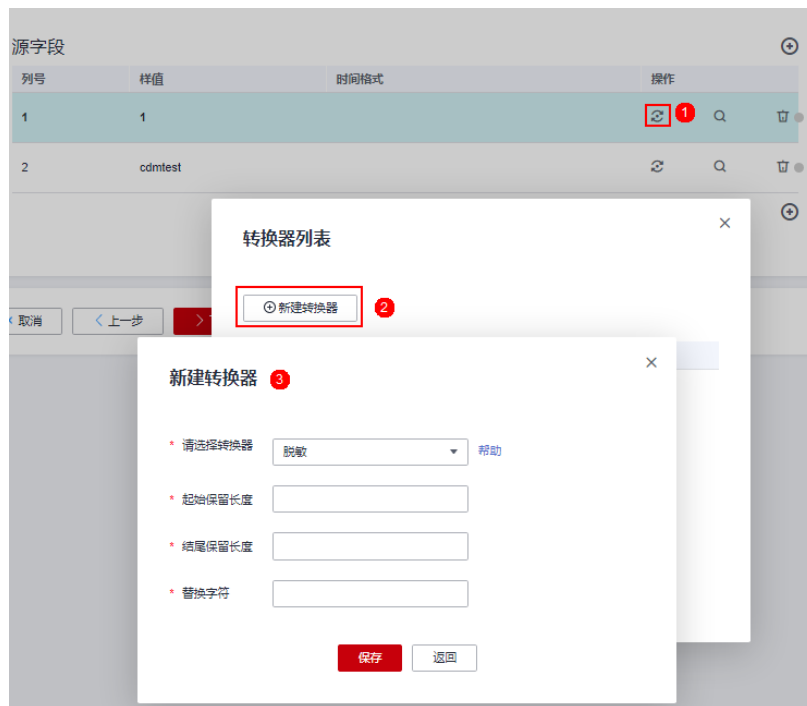 源字段
列号 样值 时间格式 操作
1 1 1
2 cdmtest
转换器列表
新建转换器 2
取消 上一步
新建转换器 3
* 请选择转换器 脱敏 帮助
* 起始保留长度
* 结尾保留长度
* 替换字符
保存 返回